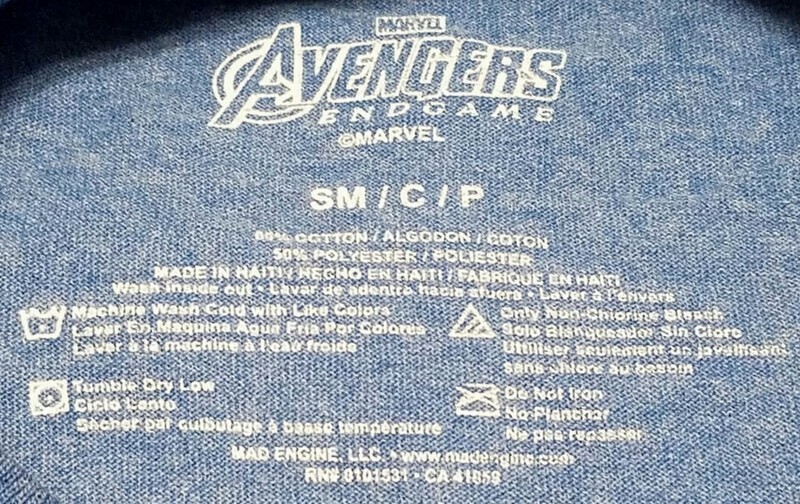 MARVEL
AVENGERS
ENDGAME
©MARVEL
SM / C / P
COTTON / ALGODON / COTON
50% POLYESTER / POLIESTER
MADE IN HAITI / HECHO EN HAITI / FABRIQUE EN HAÏTI
Wash inside out • Lavar de adentro hacia afuera • Laver à l'envers
Machine Wash Cold with Like Colors
Lavar En Maquina Agua Fria Por Colores
Laver à la machine à l'eau froide
Only Non-Chlorine Bleach
Solo Blanqueador Sin Cloro
Utiliser seulement un javellisant
sans chlore au besoin
Tumble Dry Low
Ciclo Lento
Sécher par culbutage à basse température
Do Not Iron
No Planchar
Ne pas repasser
MAD ENGINE, LLC. • www.madengine.com
RN# 0101531 • CA 41859